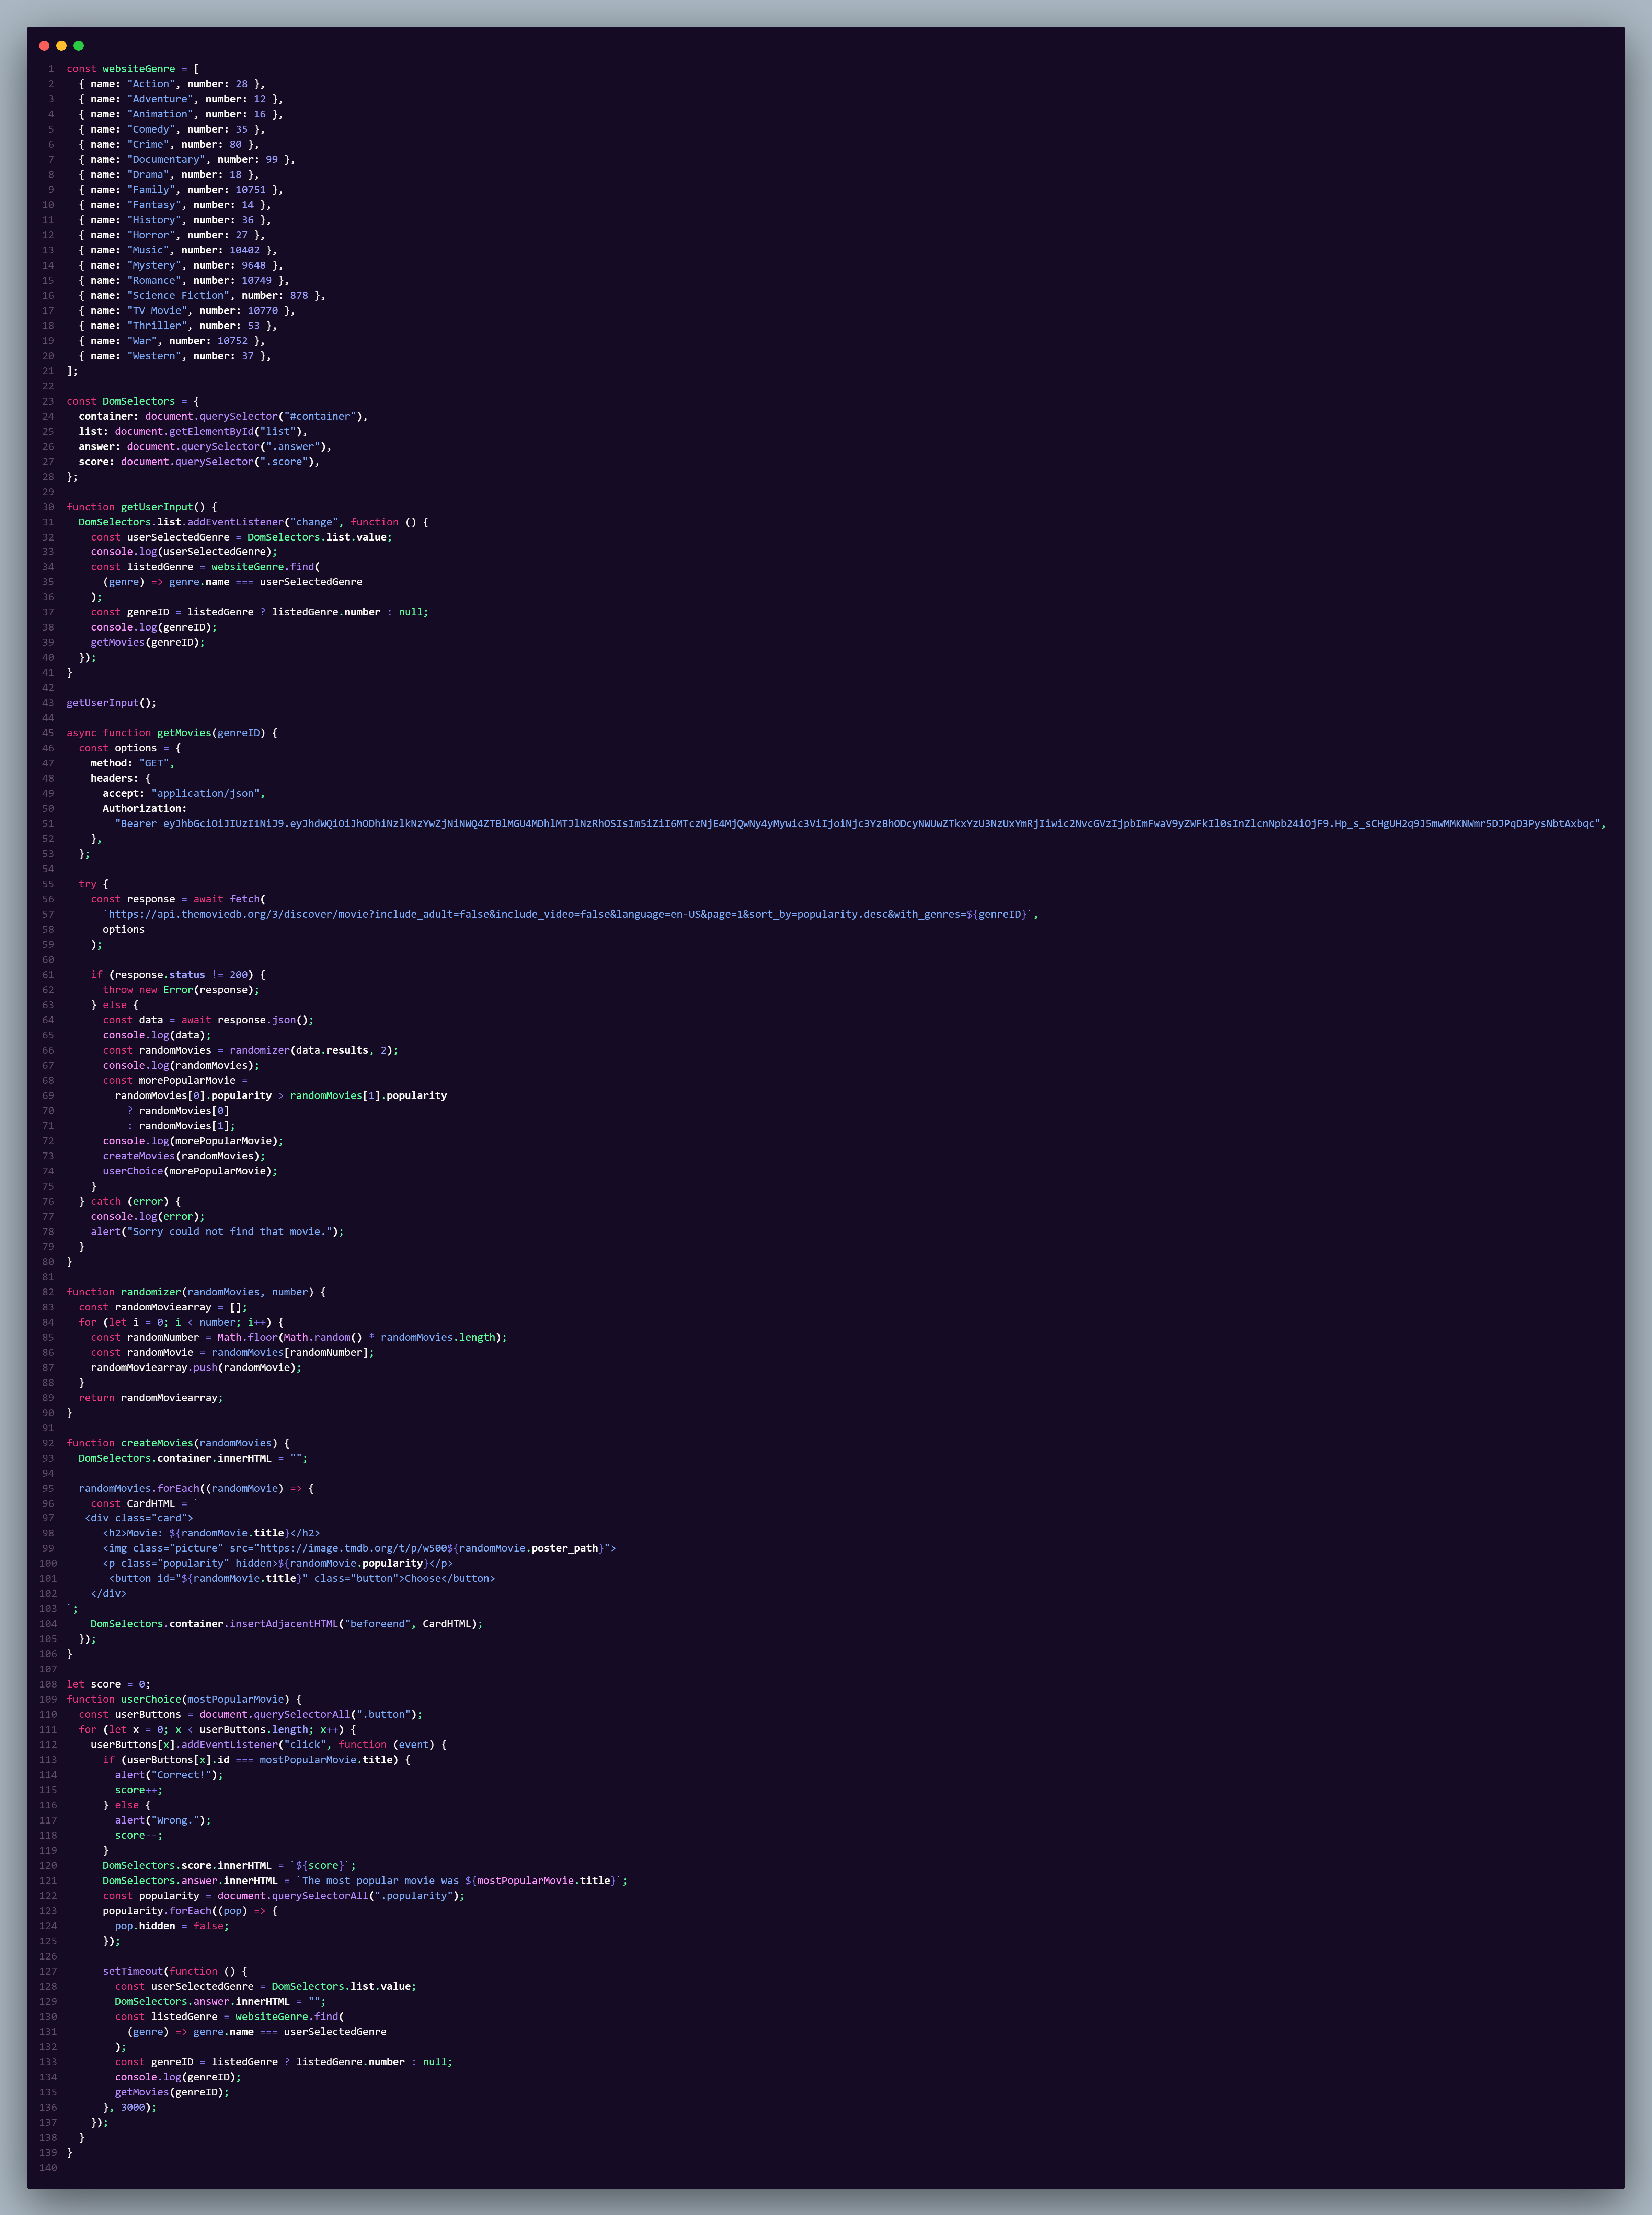 1 const websiteGenre = [
2   { name: "Action", number: 28 },
3   { name: "Adventure", number: 12 },
4   { name: "Animation", number: 16 },
5   { name: "Comedy", number: 35 },
6   { name: "Crime", number: 80 },
7   { name: "Documentary", number: 99 },
8   { name: "Drama", number: 18 },
9   { name: "Family", number: 10751 },
10   { name: "Fantasy", number: 14 },
11   { name: "History", number: 36 },
12   { name: "Horror", number: 27 },
13   { name: "Music", number: 10402 },
14   { name: "Mystery", number: 9648 },
15   { name: "Romance", number: 10749 },
16   { name: "Science Fiction", number: 878 },
17   { name: "TV Movie", number: 10770 },
18   { name: "Thriller", number: 53 },
19   { name: "War", number: 10752 },
20   { name: "Western", number: 37 },
21 ];
22
23 const DomSelectors = {
24   container: document.querySelector("#container"),
25   list: document.getElementById("list"),
26   answer: document.querySelector(".answer"),
27   score: document.querySelector(".score"),
28 };
29
30 function getUserInput() {
31   DomSelectors.list.addEventListener("change", function () {
32     const userSelectedGenre = DomSelectors.list.value;
33     console.log(userSelectedGenre);
34     const listedGenre = websiteGenre.find(
35       (genre) => genre.name === userSelectedGenre
36     );
37     const genreID = listedGenre ? listedGenre.number : null;
38     console.log(genreID);
39     getMovies(genreID);
40   });
41 }
42
43 getUserInput();
44
45 async function getMovies(genreID) {
46   const options = {
47     method: "GET",
48     headers: {
49       accept: "application/json",
50       Authorization:
51         "Bearer
52     },
53   };
54
55   try {
56     const response = await fetch(
57       `https://api.themoviedb.org/3/discover/movie?include_adult=false&include_video=false&language=en-US&page=1&sort_by=popularity.desc&with_genres=${genreID}`,
58       options
59     );
60
61     if (response.status != 200) {
62       throw new Error(response);
63     } else {
64       const data = await response.json();
65       console.log(data);
66       const randomMovies = randomizer(data.results, 2);
67       console.log(randomMovies);
68       const morePopularMovie =
69         randomMovies[0].popularity > randomMovies[1].popularity
70           ? randomMovies[0]
71           : randomMovies[1];
72       console.log(morePopularMovie);
73       createMovies(randomMovies);
74       userChoice(morePopularMovie);
75     }
76   } catch (error) {
77     console.log(error);
78     alert("Sorry could not find that movie.");
79   }
80 }
81
82 function randomizer(randomMovies, number) {
83   const randomMoviearray = [];
84   for (let i = 0; i < number; i++) {
85     const randomNumber = Math.floor(Math.random() * randomMovies.length);
86     const randomMovie = randomMovies[randomNumber];
87     randomMoviearray.push(randomMovie);
88   }
89   return randomMoviearray;
90 }
91
92 function createMovies(randomMovies) {
93   DomSelectors.container.innerHTML = "";
94
95   randomMovies.forEach((randomMovie) => {
96     const CardHTML = `
97    <div class="card">
98       <h2>Movie: ${randomMovie.title}</h2>
99       <img class="picture" src="https://image.tmdb.org/t/p/w500${randomMovie.poster_path}">
100       <p class="popularity" hidden>${randomMovie.popularity}</p>
101        <button id="${randomMovie.title}" class="button">Choose</button>
102     </div>
103 `;
104     DomSelectors.container.insertAdjacentHTML("beforeend", CardHTML);
105   });
106 }
107
108 let score = 0;
109 function userChoice(mostPopularMovie) {
110   const userButtons = document.querySelectorAll(".button");
111   for (let x = 0; x < userButtons.length; x++) {
112     userButtons[x].addEventListener("click", function (event) {
113       if (userButtons[x].id === mostPopularMovie.title) {
114         alert("Correct!");
115         score++;
116       } else {
117         alert("Wrong.");
118         score--;
119       }
120       DomSelectors.score.innerHTML = `${score}`;
121       DomSelectors.answer.innerHTML = `The most popular movie was ${mostPopularMovie.title}`;
122       const popularity = document.querySelectorAll(".popularity");
123       popularity.forEach((pop) => {
124         pop.hidden = false;
125       });
126
127       setTimeout(function () {
128         const userSelectedGenre = DomSelectors.list.value;
129         DomSelectors.answer.innerHTML = "";
130         const listedGenre = websiteGenre.find(
131           (genre) => genre.name === userSelectedGenre
132         );
133         const genreID = listedGenre ? listedGenre.number : null;
134         console.log(genreID);
135         getMovies(genreID);
136       }, 3000);
137     });
138   }
139 }
140